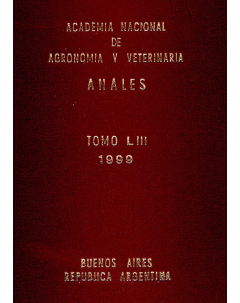 ACADEMIA NACIONAL
DE
AGRONOMIA Y VETERINARIA
ANALES
TOMO LIII
1999
BUENOS AIRES
REPUBLICA ARGENTINA